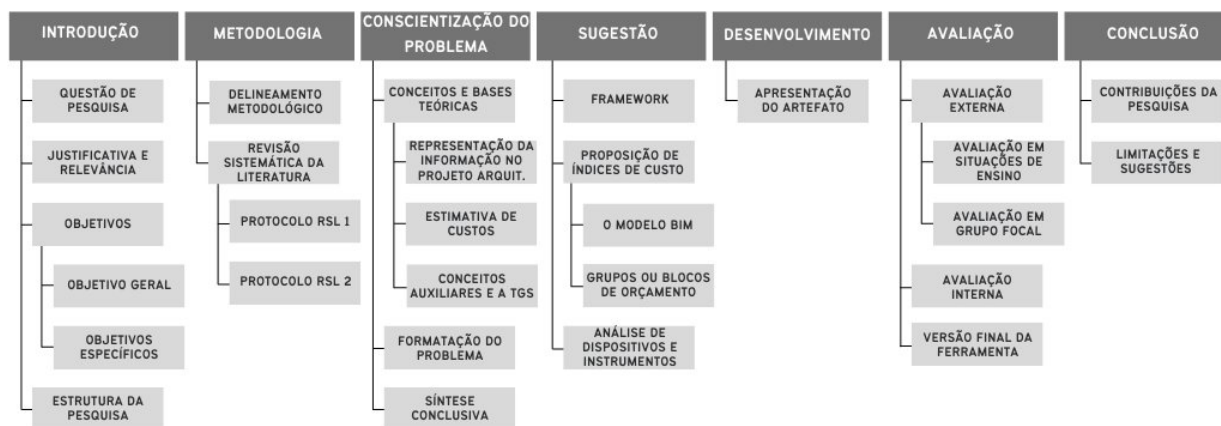 INTRODUÇÃO
QUESTÃO DE
PESQUISA
JUSTIFICATIVA E
RELEVÂNCIA
OBJETIVOS
OBJETIVO GERAL
OBJETIVOS
ESPECÍFICOS
ESTRUTURA DA
PESQUISA
METODOLOGIA
DELINEAMENTO
METODOLÓGICO
REVISÃO
SISTEMÁTICA DA
LITERATURA
PROTOCOLO RSL 1
PROTOCOLO RSL 2
CONSCIENTIZAÇÃO DO
PROBLEMA
CONCEITOS E BASES
TEÓRICAS
REPRESENTAÇÃO DA
INFORMAÇÃO NO
PROJETO ARQUIT.
ESTIMATIVA DE
CUSTOS
CONCEITOS
AUXILIARES E A TGS
FORMATAÇÃO DO
PROBLEMA
SÍNTESE
CONCLUSIVA
SUGESTÃO
FRAMEWORK
PROPOSIÇÃO DE
ÍNDICES DE CUSTO
O MODELO BIM
GRUPOS OU BLOCOS
DE ORÇAMENTO
ANÁLISE DE
DISPOSITIVOS E
INSTRUMENTOS
DESENVOLVIMENTO
APRESENTAÇÃO
DO ARTEFATO
AVALIAÇÃO
AVALIAÇÃO
EXTERNA
AVALIAÇÃO EM
SITUAÇÕES DE
ENSINO
AVALIAÇÃO EM
GRUPO FOCAL
AVALIAÇÃO
INTERNA
VERSÃO FINAL DA
FERRAMENTA
CONCLUSÃO
CONTRIBUIÇÕES DA
PESQUISA
LIMITAÇÕES E
SUGESTÕES